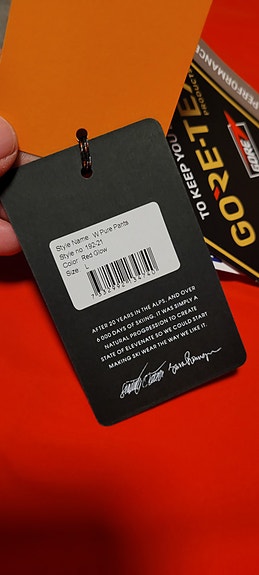 PERFORMANCE
GORE-TE
PRODUCTS
TO KEEP YOU
Style Name: W Pure Pants
Style no: 192-21
Color: Red Glow
Size: L
AFTER 20 YEARS IN THE ALPS, AND OVER
6 000 DAYS OF SKIING, IT WAS SIMPLY A
NATURAL PROGRESSION TO CREATE
STATE OF ELEVENATE SO WE COULD START
MAKING SKI WEAR THE WAY WE LIKE IT.